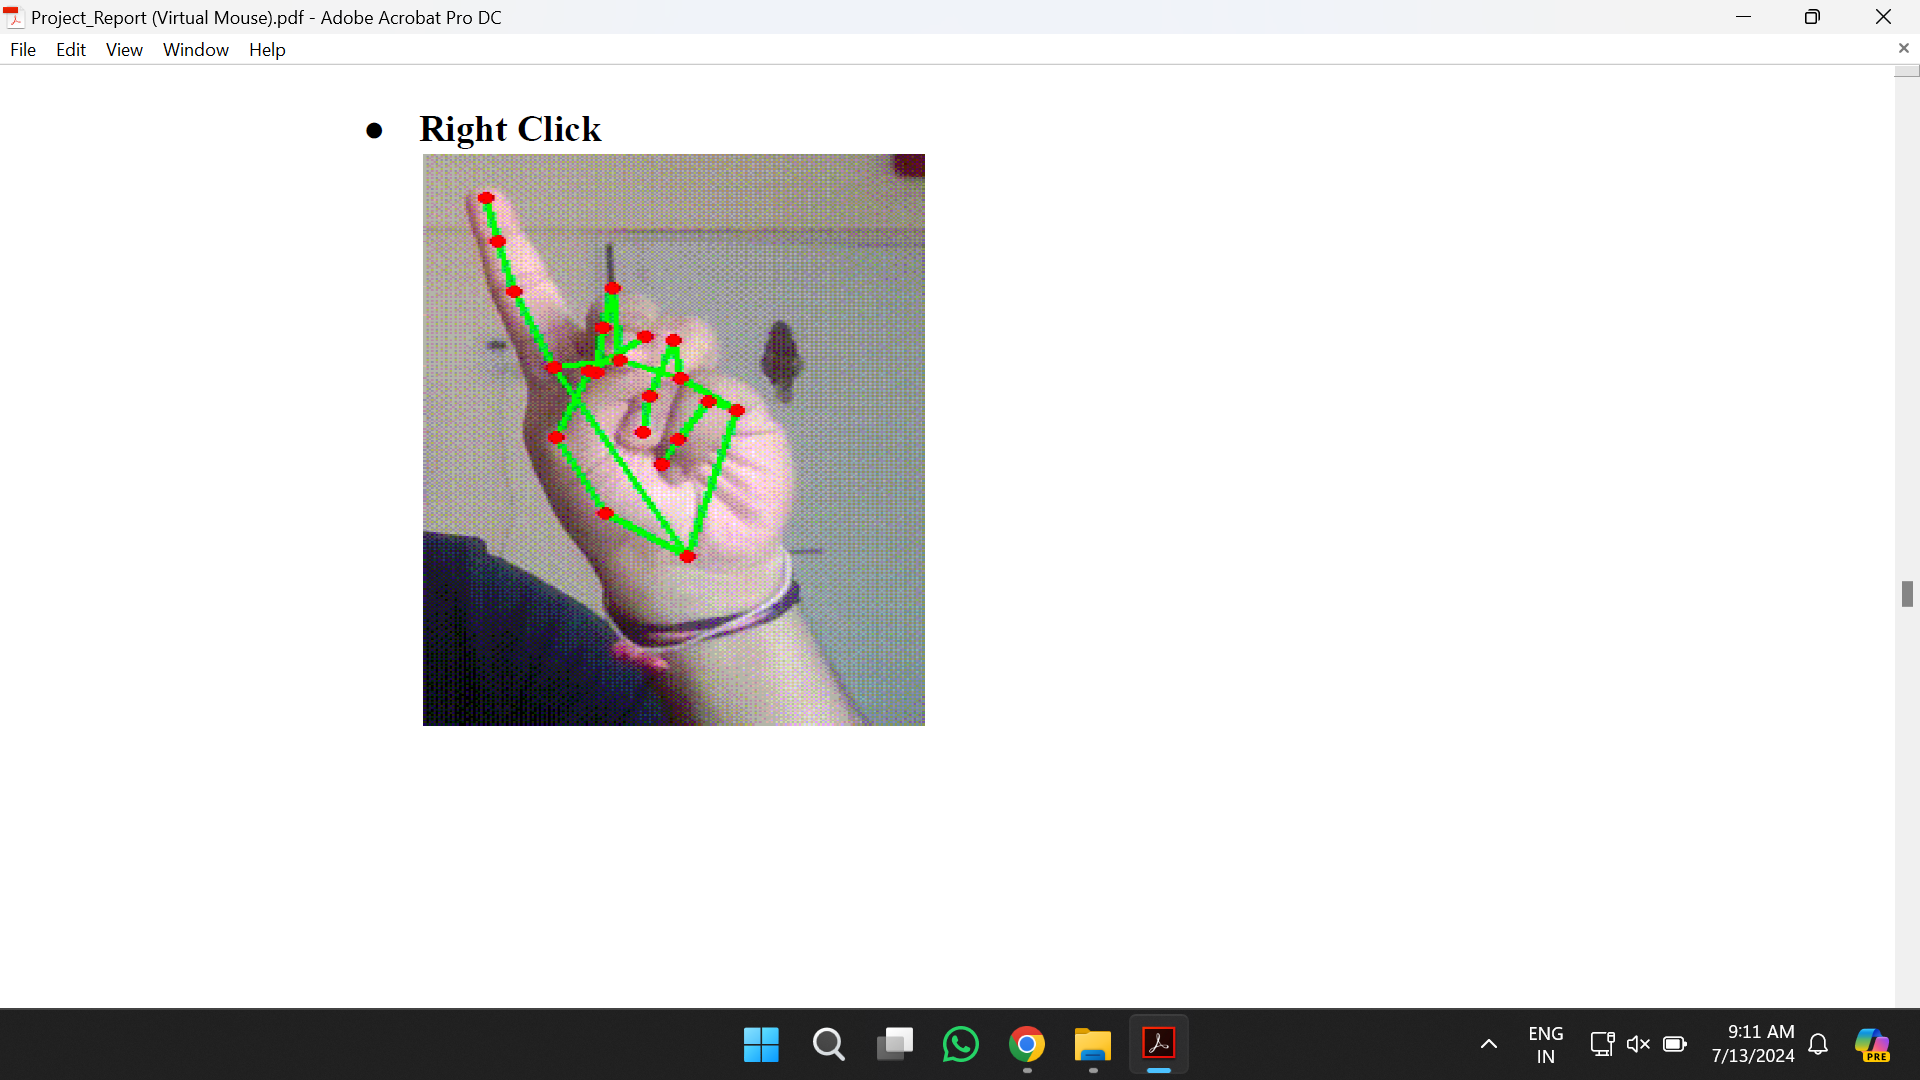 Project_Report (Virtual Mouse).pdf - Adobe Acrobat Pro DC
File Edit View Window Help
● Right Click
ENG
IN
9:11 AM
7/13/2024
PRE